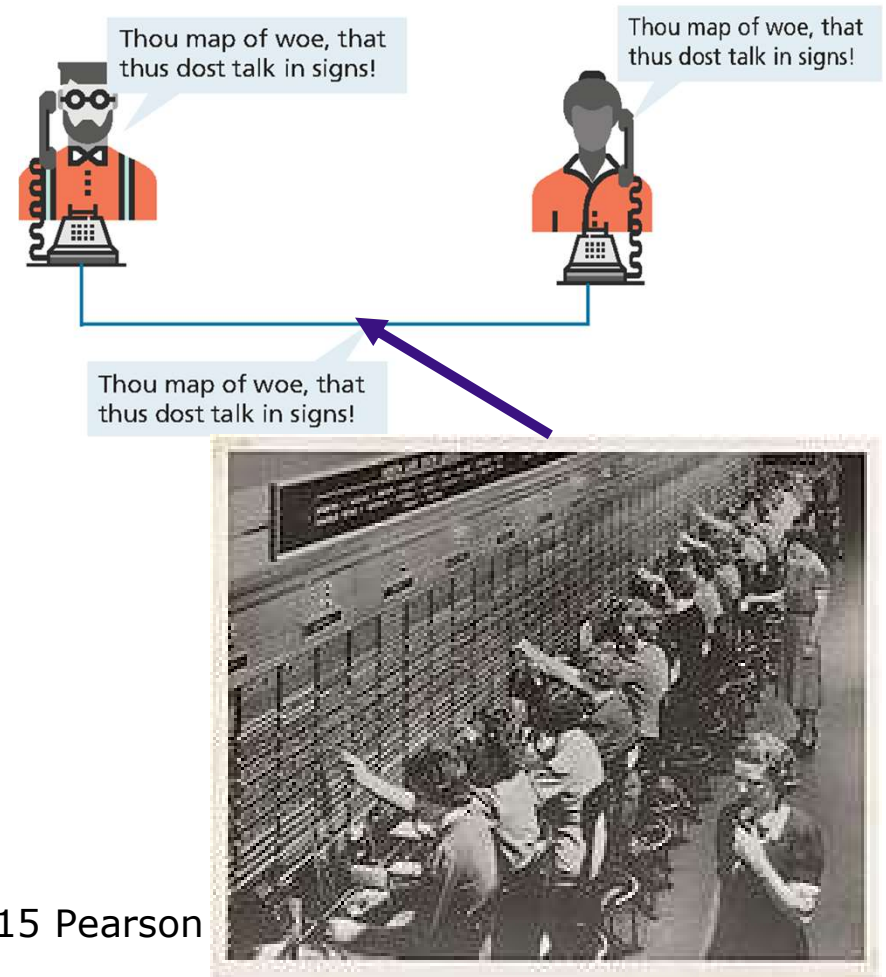 Thou map of woe, that
thus dost talk in signs!
Thou map of woe, that
thus dost talk in signs!
Thou map of woe, that
thus dost talk in signs!
15 Pearson